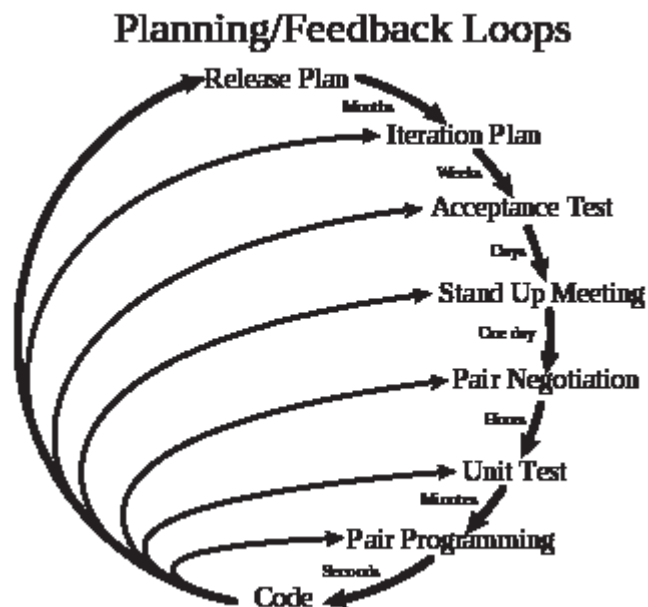 Planning/Feedback Loops
Release Plan
Months
Iteration Plan
Weeks
Acceptance Test
Days
Stand Up Meeting
One day
Pair Negotiation
Hours
Unit Test
Minutes
Pair Programming
Seconds
Code